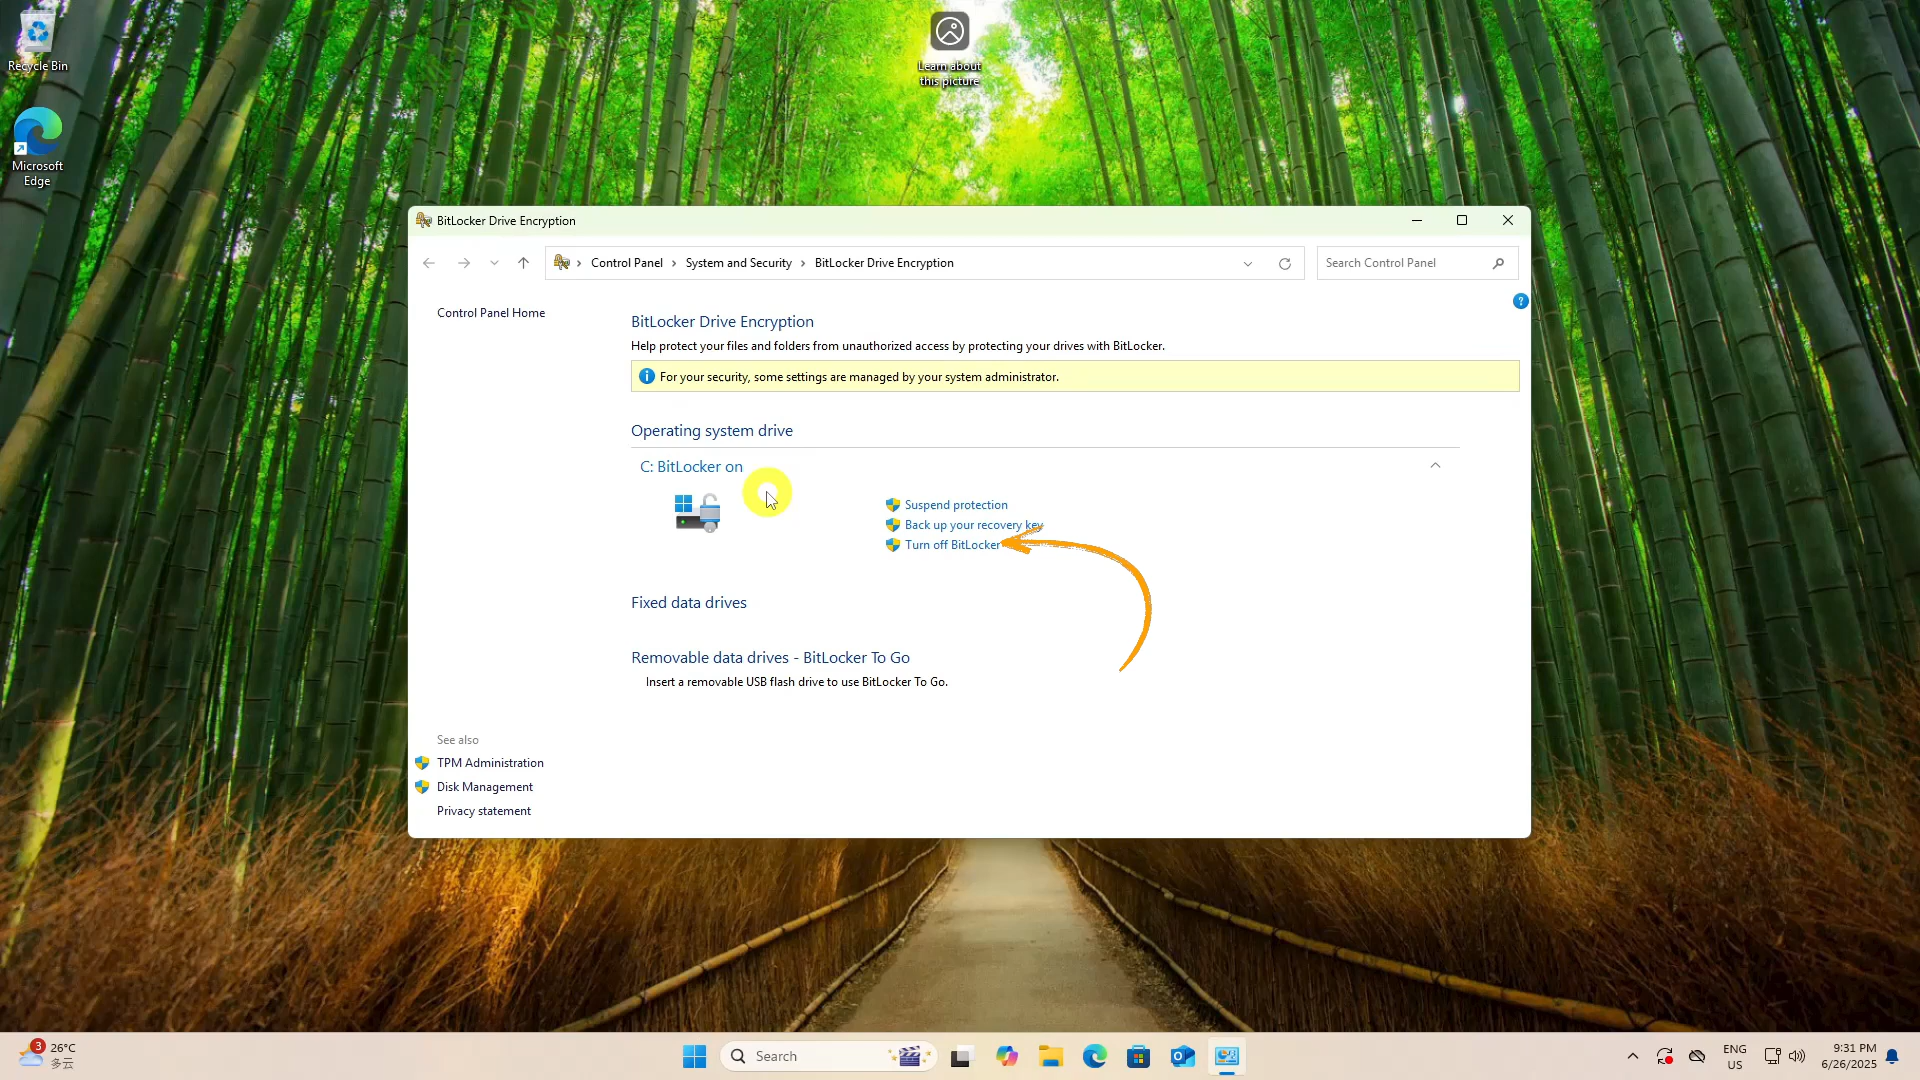 Recycle Bin
Learn about
this picture
Microsoft
Edge
BitLocker Drive Encryption
Control Panel
System and Security
BitLocker Drive Encryption
Search Control Panel
Control Panel Home
BitLocker Drive Encryption
Help protect your files and folders from unauthorized access by protecting your drives with BitLocker.
For your security, some settings are managed by your system administrator.
Operating system drive
C: BitLocker on
Suspend protection
Back up your recovery key
Turn off BitLocker
Fixed data drives
Removable data drives - BitLocker To Go
Insert a removable USB flash drive to use BitLocker To Go.
See also
TPM Administration
Disk Management
Privacy statement
3
26°C
多云
Search
ENG
US
9:31 PM
6/26/2025